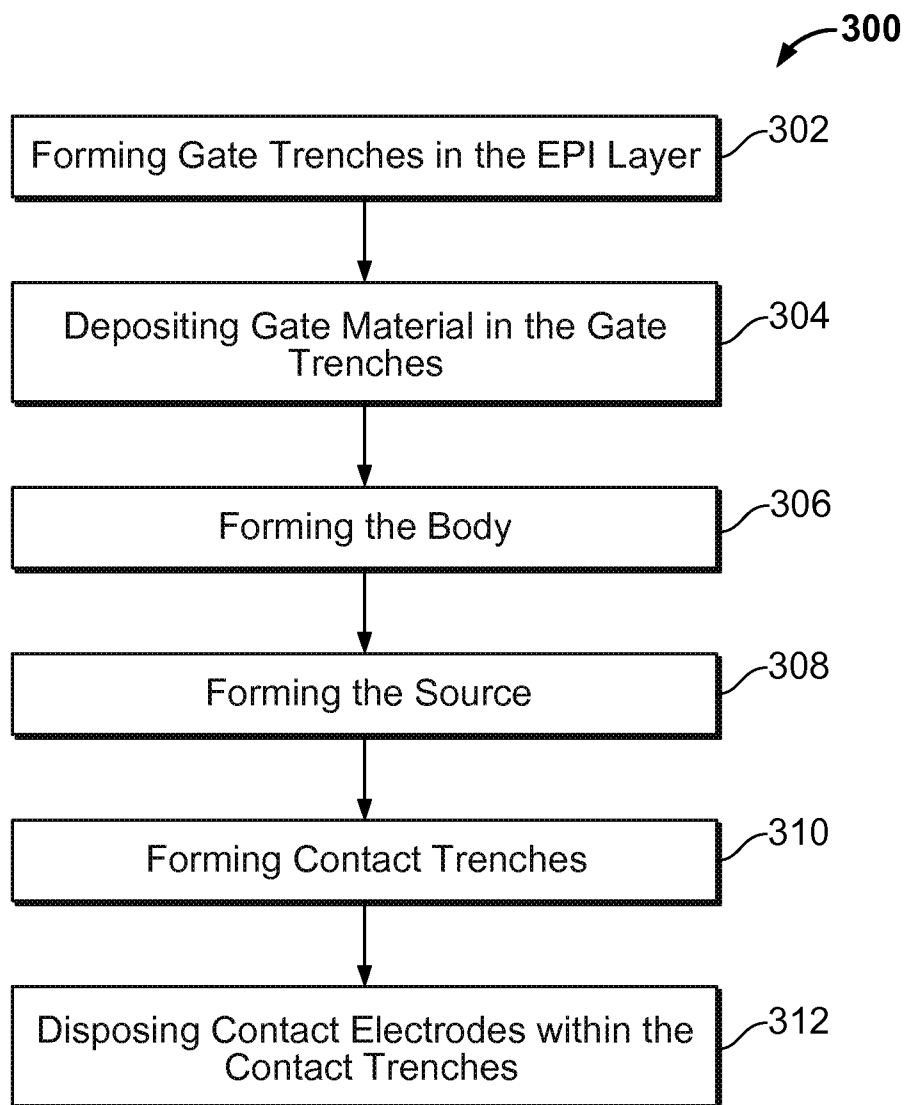 300
302
Forming Gate Trenches in the EPI Layer
304
Depositing Gate Material in the Gate
Trenches
306
Forming the Body
308
Forming the Source
310
Forming Contact Trenches
312
Disposing Contact Electrodes within the
Contact Trenches